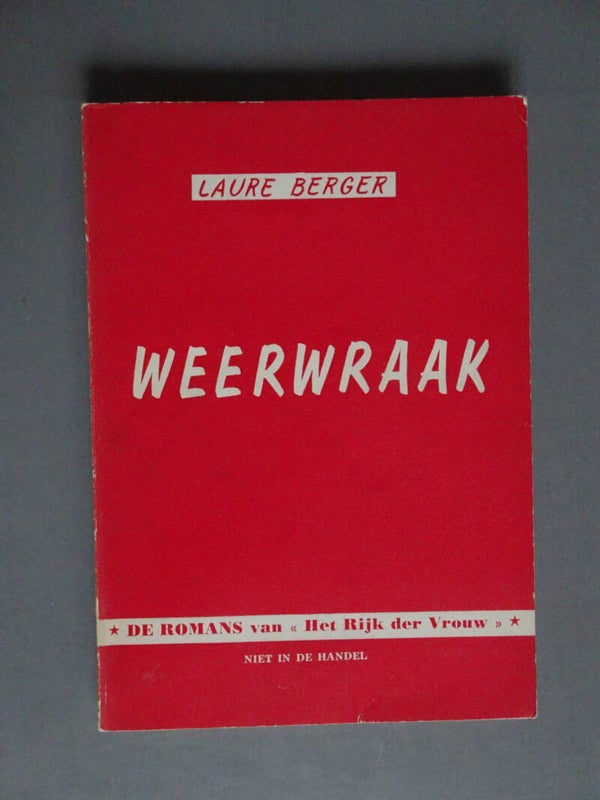 LAURE BERGER
WEERWRAAK
★ DE ROMANS van « Het Rijk der Vrouw » ★
NIET IN DE HANDEL